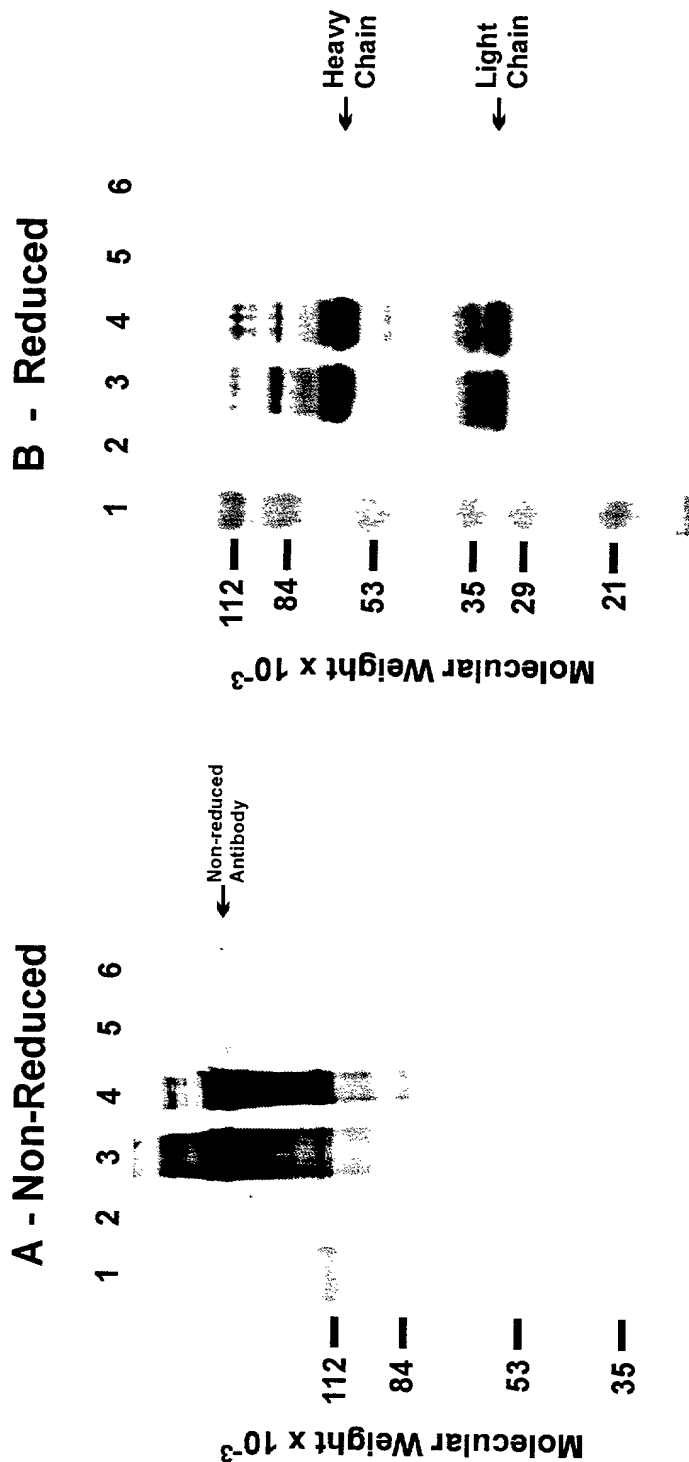 A - Non-Reduced
1 2 3 4 5 6
Molecular Weight x 10-3
112
84
53
35
Non-reduced
Antibody
B - Reduced
1 2 3 4 5 6
Molecular Weight x 10-3
112
84
53
35
29
21
Heavy
Chain
Light
Chain